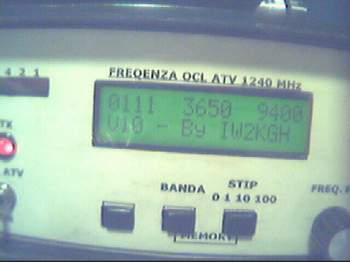 FREQENZA OCL ATV 1240 MHz
4 2 1
0111 3650 9400
V10 - By IW2KGH
TX
ATV
BANDA
STIP
0 1 10 100
FREQ.
MEMORY